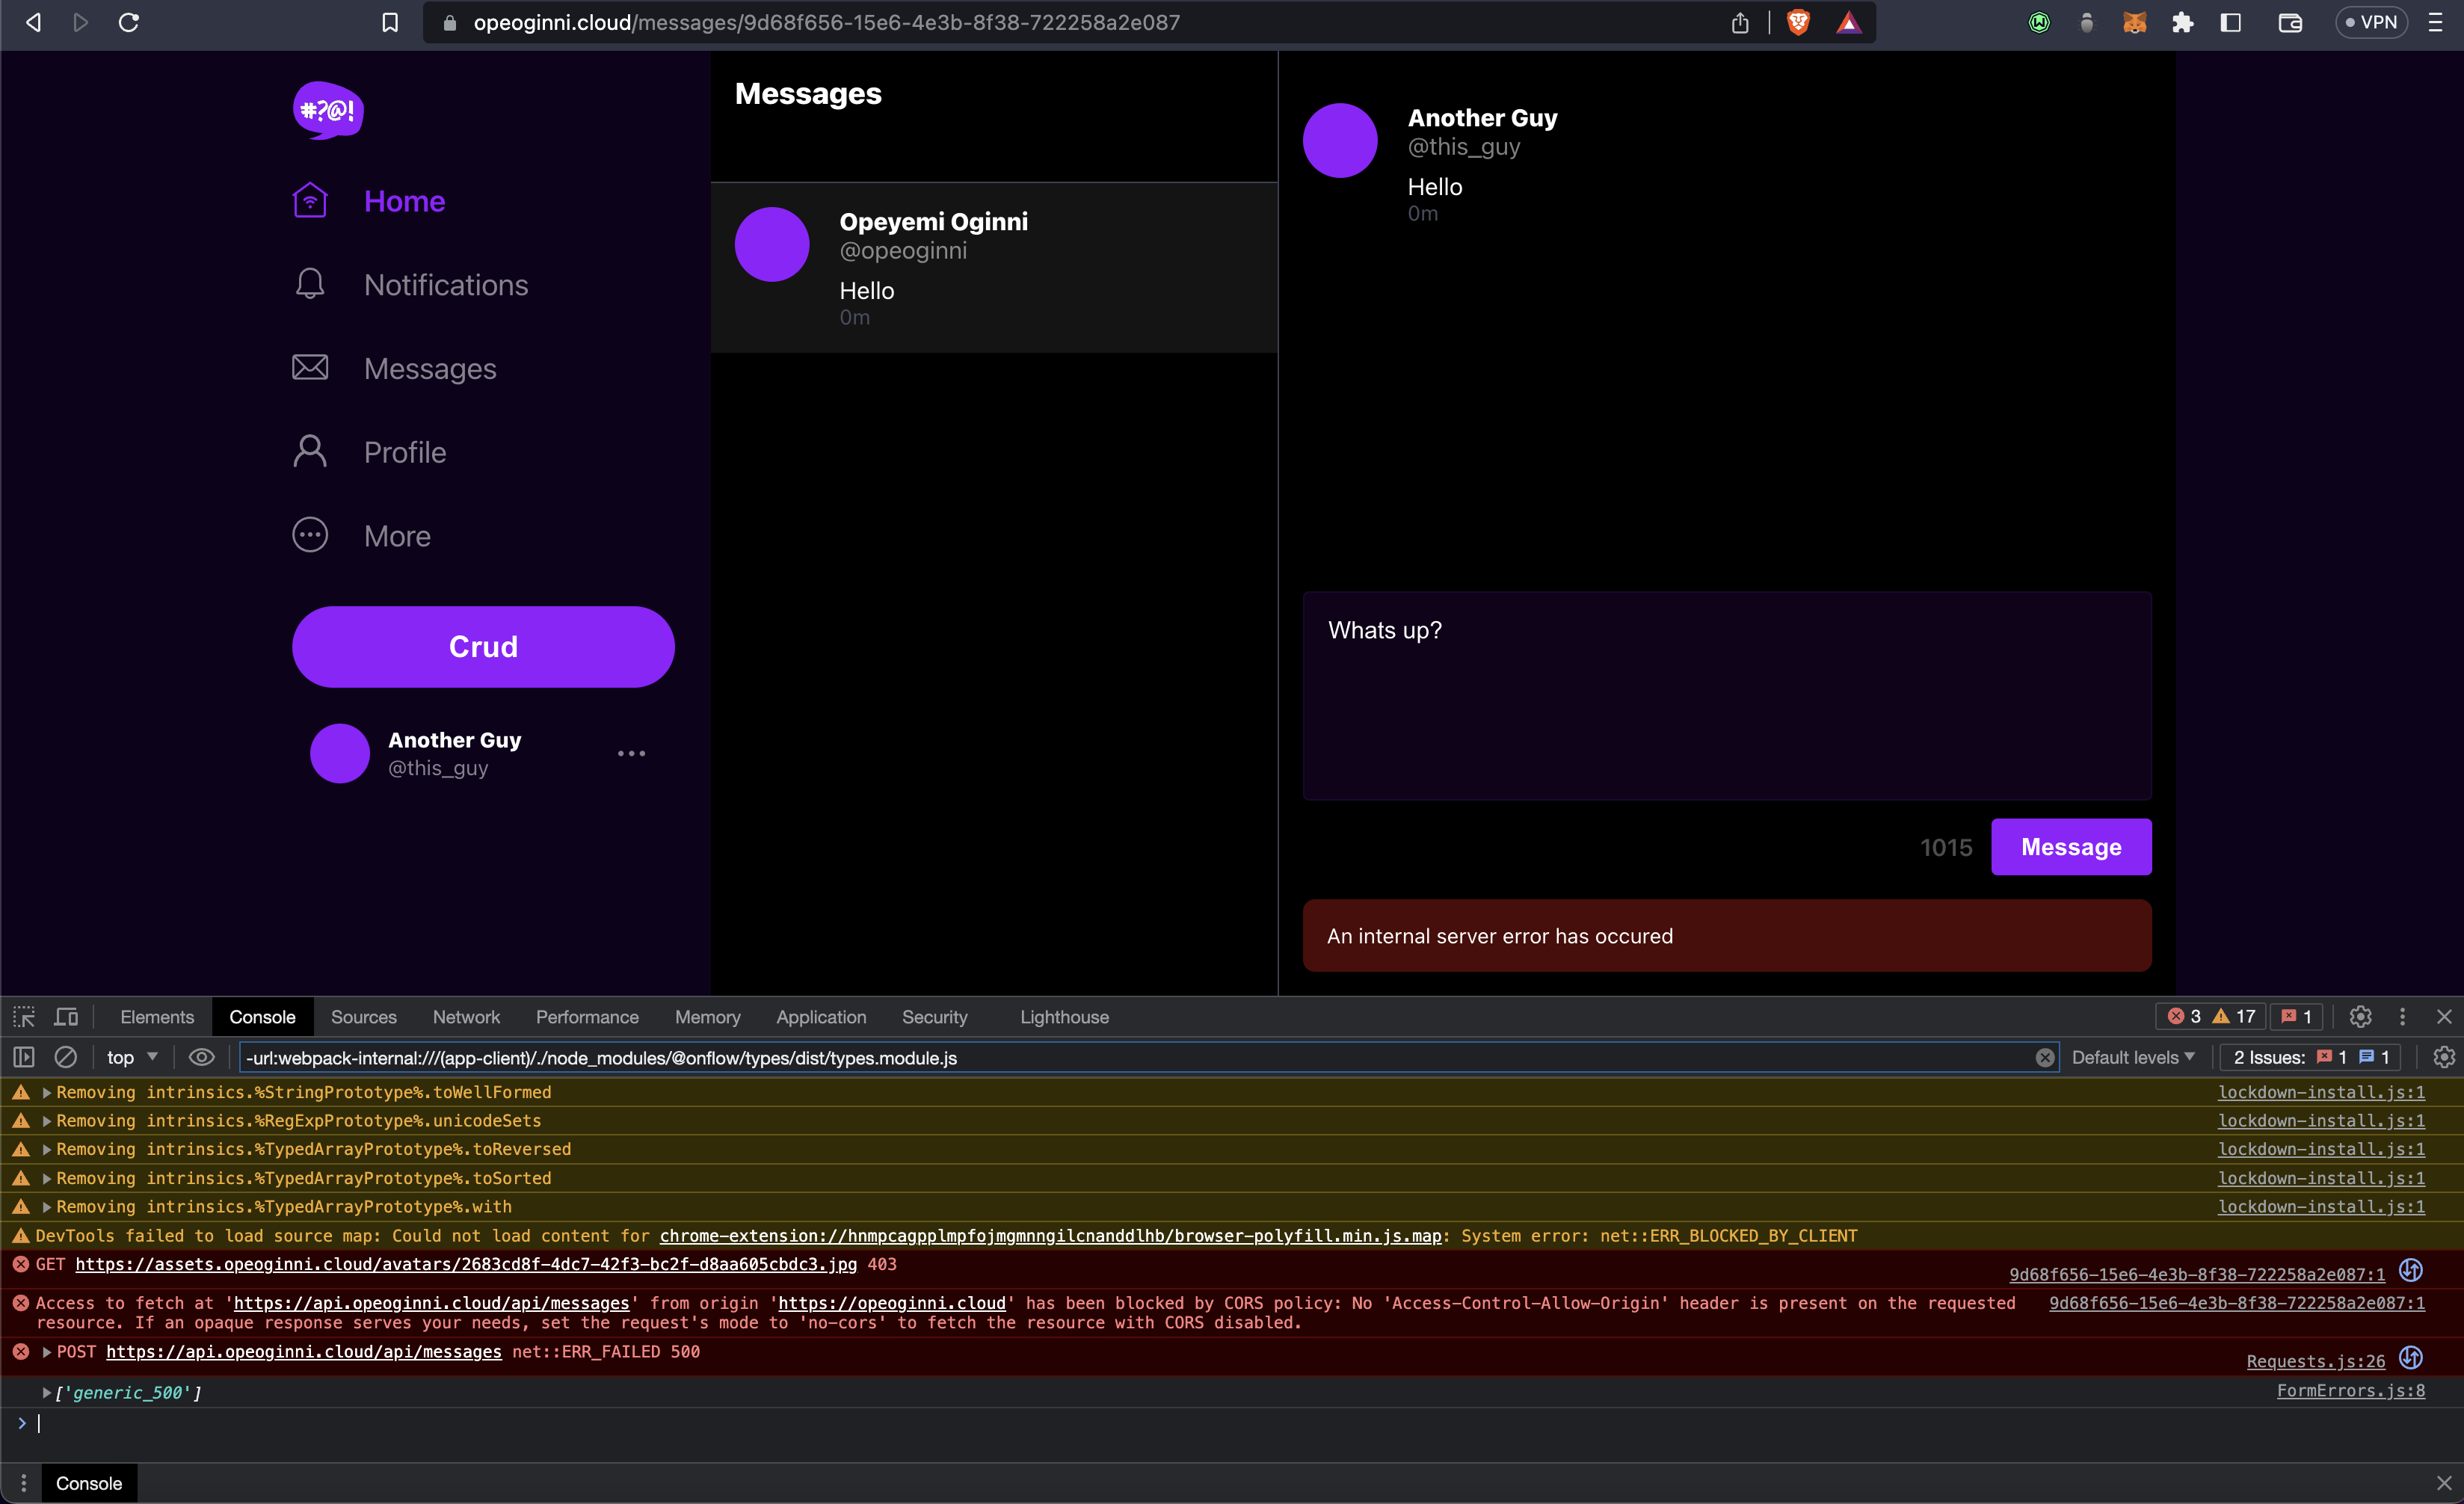 opeoginni.cloud/messages/9d68f656-15e6-4e3b-8f38-722258a2e087
VPN
#?@!
Home
Notifications
Messages
Profile
More
Crud
Another Guy
@this_guy
Messages
Opeyemi Oginni
@opeoginni
Hello
0m
Another Guy
@this_guy
Hello
0m
Whats up?
1015
Message
An internal server error has occured
Elements Console Sources Network Performance Memory Application Security Lighthouse 3 17 1
top -url:webpack-internal:///(app-client)/./node_modules/@onflow/types/dist/types.module.js Default levels 2 Issues: 1 1
Removing intrinsics.%StringPrototype%.toWellFormed lockdown-install.js:1
Removing intrinsics.%RegExpPrototype%.unicodeSets lockdown-install.js:1
Removing intrinsics.%TypedArrayPrototype%.toReversed lockdown-install.js:1
Removing intrinsics.%TypedArrayPrototype%.toSorted lockdown-install.js:1
Removing intrinsics.%TypedArrayPrototype%.with lockdown-install.js:1
DevTools failed to load source map: Could not load content for chrome-extension://hnmpcagpplmpfojmgmnngilcnanddlhb/browser-polyfill.min.js.map: System error: net::ERR_BLOCKED_BY_CLIENT
GET https://assets.opeoginni.cloud/avatars/2683cd8f-4dc7-42f3-bc2f-d8aa605cbdc3.jpg 403 9d68f656-15e6-4e3b-8f38-722258a2e087:1
Access to fetch at 'https://api.opeoginni.cloud/api/messages' from origin 'https://opeoginni.cloud' has been blocked by CORS policy: No 'Access-Control-Allow-Origin' header is present on the requested 9d68f656-15e6-4e3b-8f38-722258a2e087:1
resource. If an opaque response serves your needs, set the request's mode to 'no-cors' to fetch the resource with CORS disabled.
POST https://api.opeoginni.cloud/api/messages net::ERR_FAILED 500 Requests.js:26
['generic_500'] FormErrors.js:8
Console